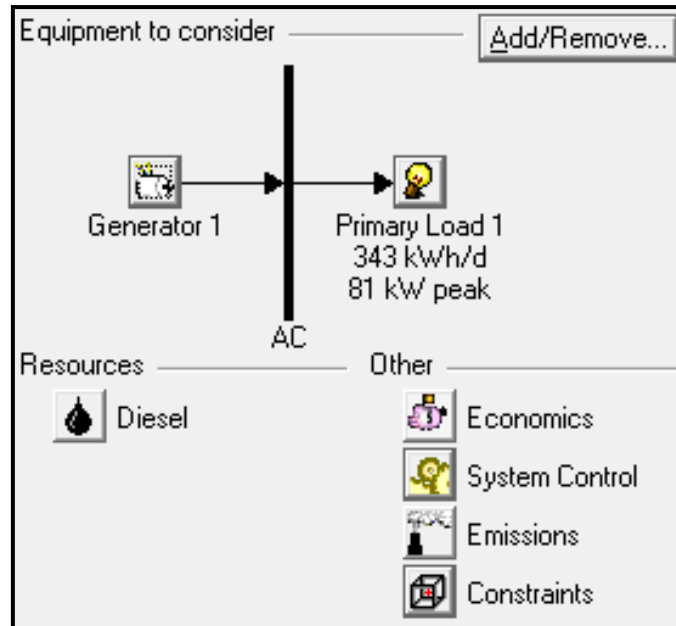 Equipment to consider
Add/Remove...
Generator 1
Primary Load 1
343 kWh/d
81 kW peak
AC
Resources
Other
Diesel
Economics
System Control
Emissions
Constraints